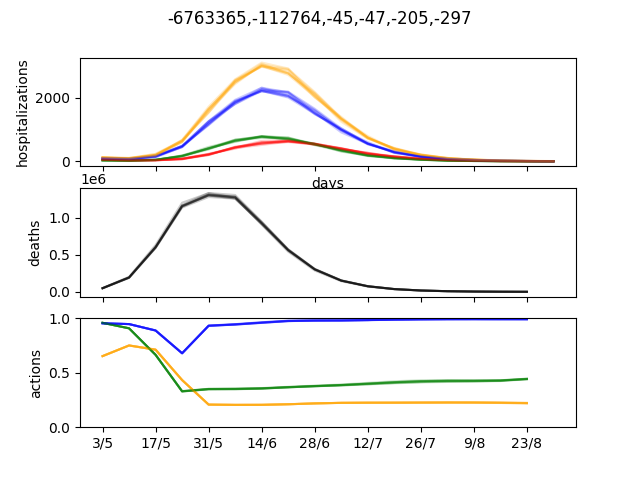 -6763365,-112764,-45,-47,-205,-297
hospitalizations
2000
0
days
1e6
deaths
1.0
0.5
0.0
actions
1.0
0.5
0.0
3/5 17/5 31/5 14/6 28/6 12/7 26/7 9/8 23/8